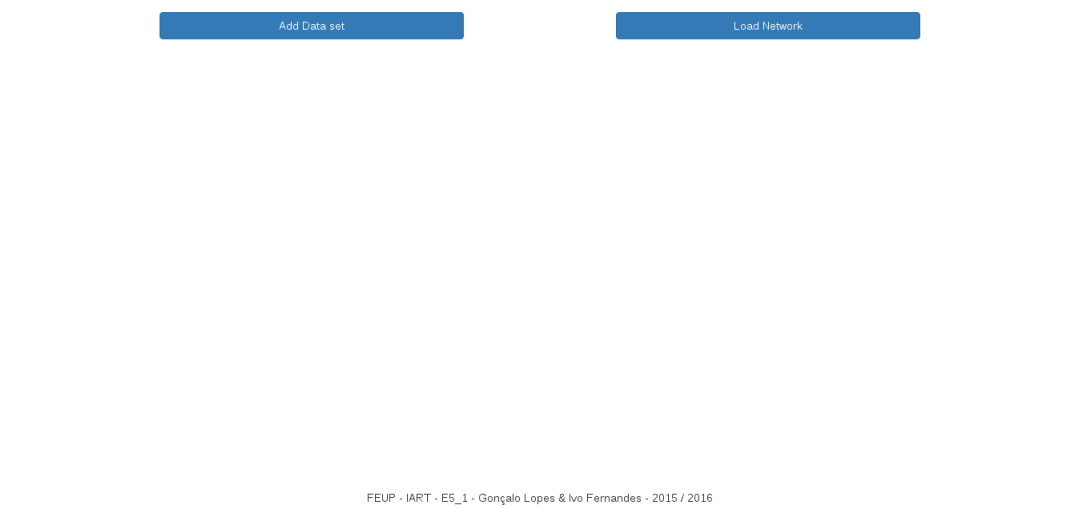 Add Data set
Load Network
FEUP - IART - E5_1 - Gonçalo Lopes & Ivo Fernandes - 2015 / 2016